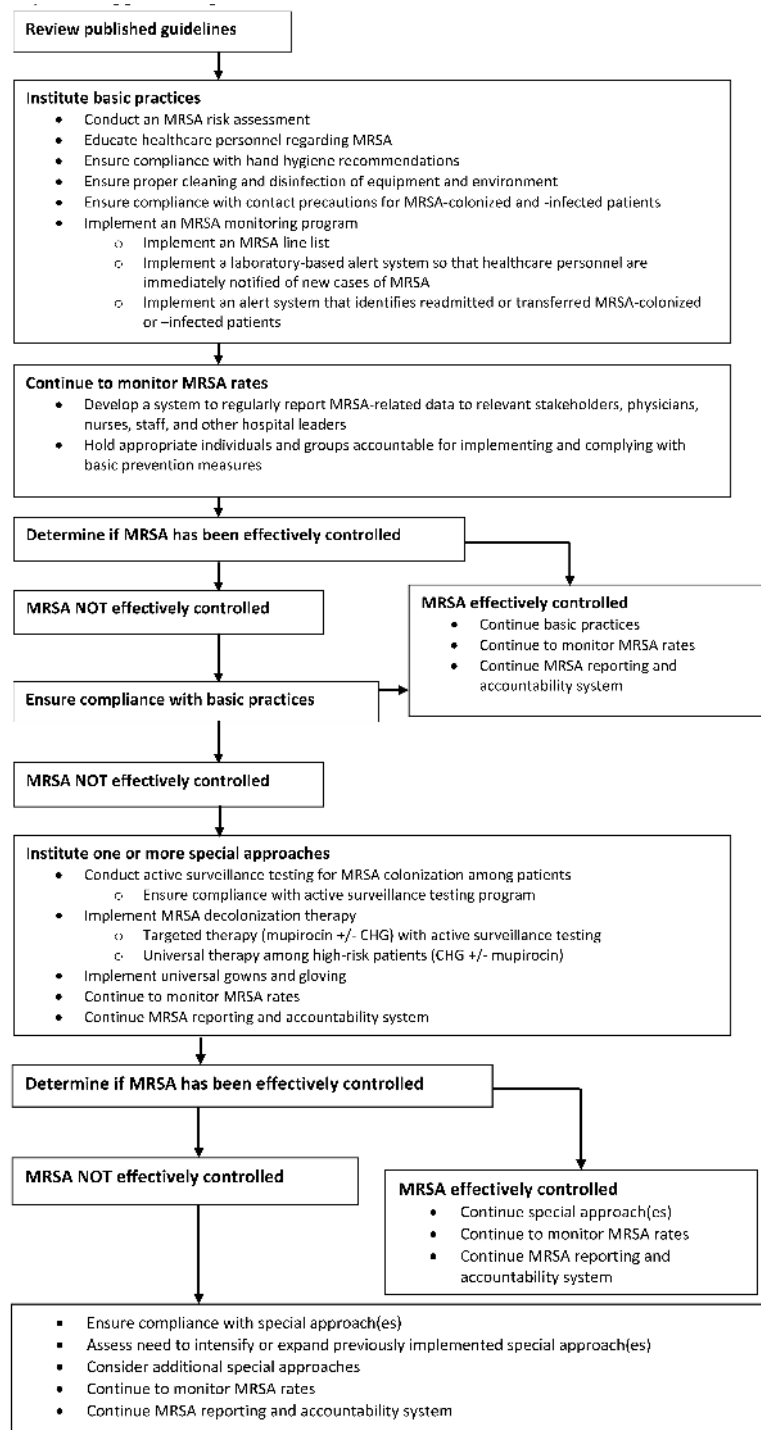 Review published guidelines
Institute basic practices
• Conduct an MRSA risk assessment
• Educate healthcare personnel regarding MRSA
• Ensure compliance with hand hygiene recommendations
• Ensure proper cleaning and disinfection of equipment and environment
• Ensure compliance with contact precautions for MRSA-colonized and -infected patients
• Implement an MRSA monitoring program
o Implement an MRSA line list
o Implement a laboratory-based alert system so that healthcare personnel are
immediately notified of new cases of MRSA
o Implement an alert system that identifies readmitted or transferred MRSA-colonized
or –infected patients
Continue to monitor MRSA rates
• Develop a system to regularly report MRSA-related data to relevant stakeholders, physicians,
nurses, staff, and other hospital leaders
• Hold appropriate individuals and groups accountable for implementing and complying with
basic prevention measures
Determine if MRSA has been effectively controlled
MRSA NOT effectively controlled
MRSA effectively controlled
• Continue basic practices
• Continue to monitor MRSA rates
• Continue MRSA reporting and
accountability system
Ensure compliance with basic practices
MRSA NOT effectively controlled
Institute one or more special approaches
• Conduct active surveillance testing for MRSA colonization among patients
o Ensure compliance with active surveillance testing program
• Implement MRSA decolonization therapy
o Targeted therapy (mupirocin +/- CHG) with active surveillance testing
o Universal therapy among high-risk patients (CHG +/- mupirocin)
• Implement universal gowns and gloving
• Continue to monitor MRSA rates
• Continue MRSA reporting and accountability system
Determine if MRSA has been effectively controlled
MRSA NOT effectively controlled
MRSA effectively controlled
• Continue special approach(es)
• Continue to monitor MRSA rates
• Continue MRSA reporting and
accountability system
▪ Ensure compliance with special approach(es)
▪ Assess need to intensify or expand previously implemented special approach(es)
▪ Consider additional special approaches
▪ Continue to monitor MRSA rates
▪ Continue MRSA reporting and accountability system